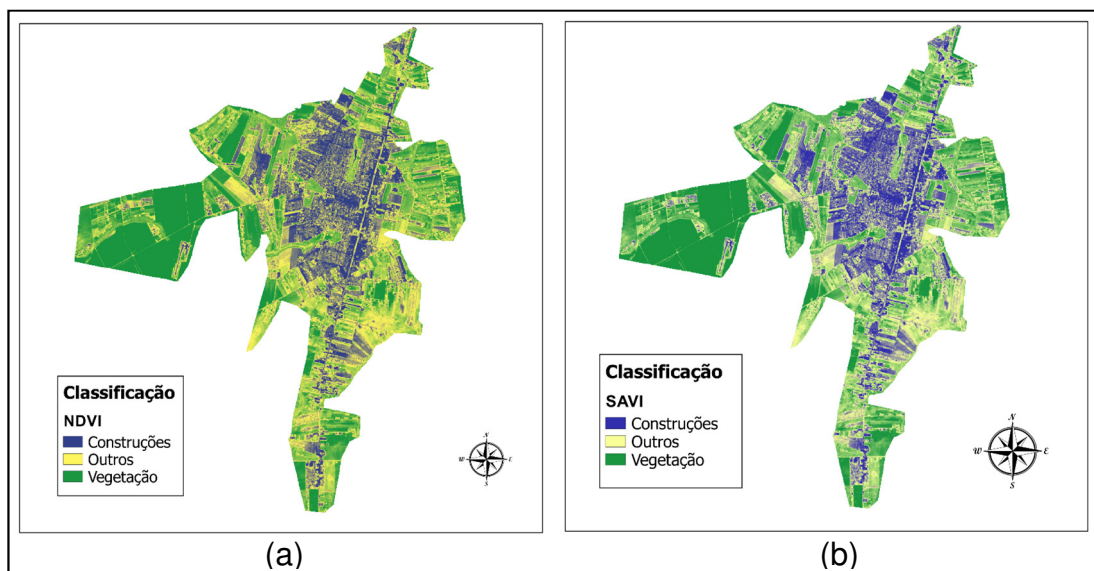 Classificação
NDVI
Construções
Outros
Vegetação
N
W E
S
(a)
Classificação
SAVI
Construções
Outros
Vegetação
N
W E
S
(b)